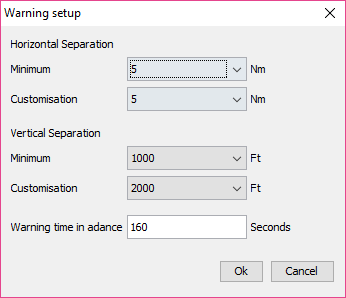 Warning setup
Horizontal Separation
Minimum 5 Nm
Customisation 5 Nm
Vertical Separation
Minimum 1000 Ft
Customisation 2000 Ft
Warning time in adance 160 Seconds
Ok Cancel